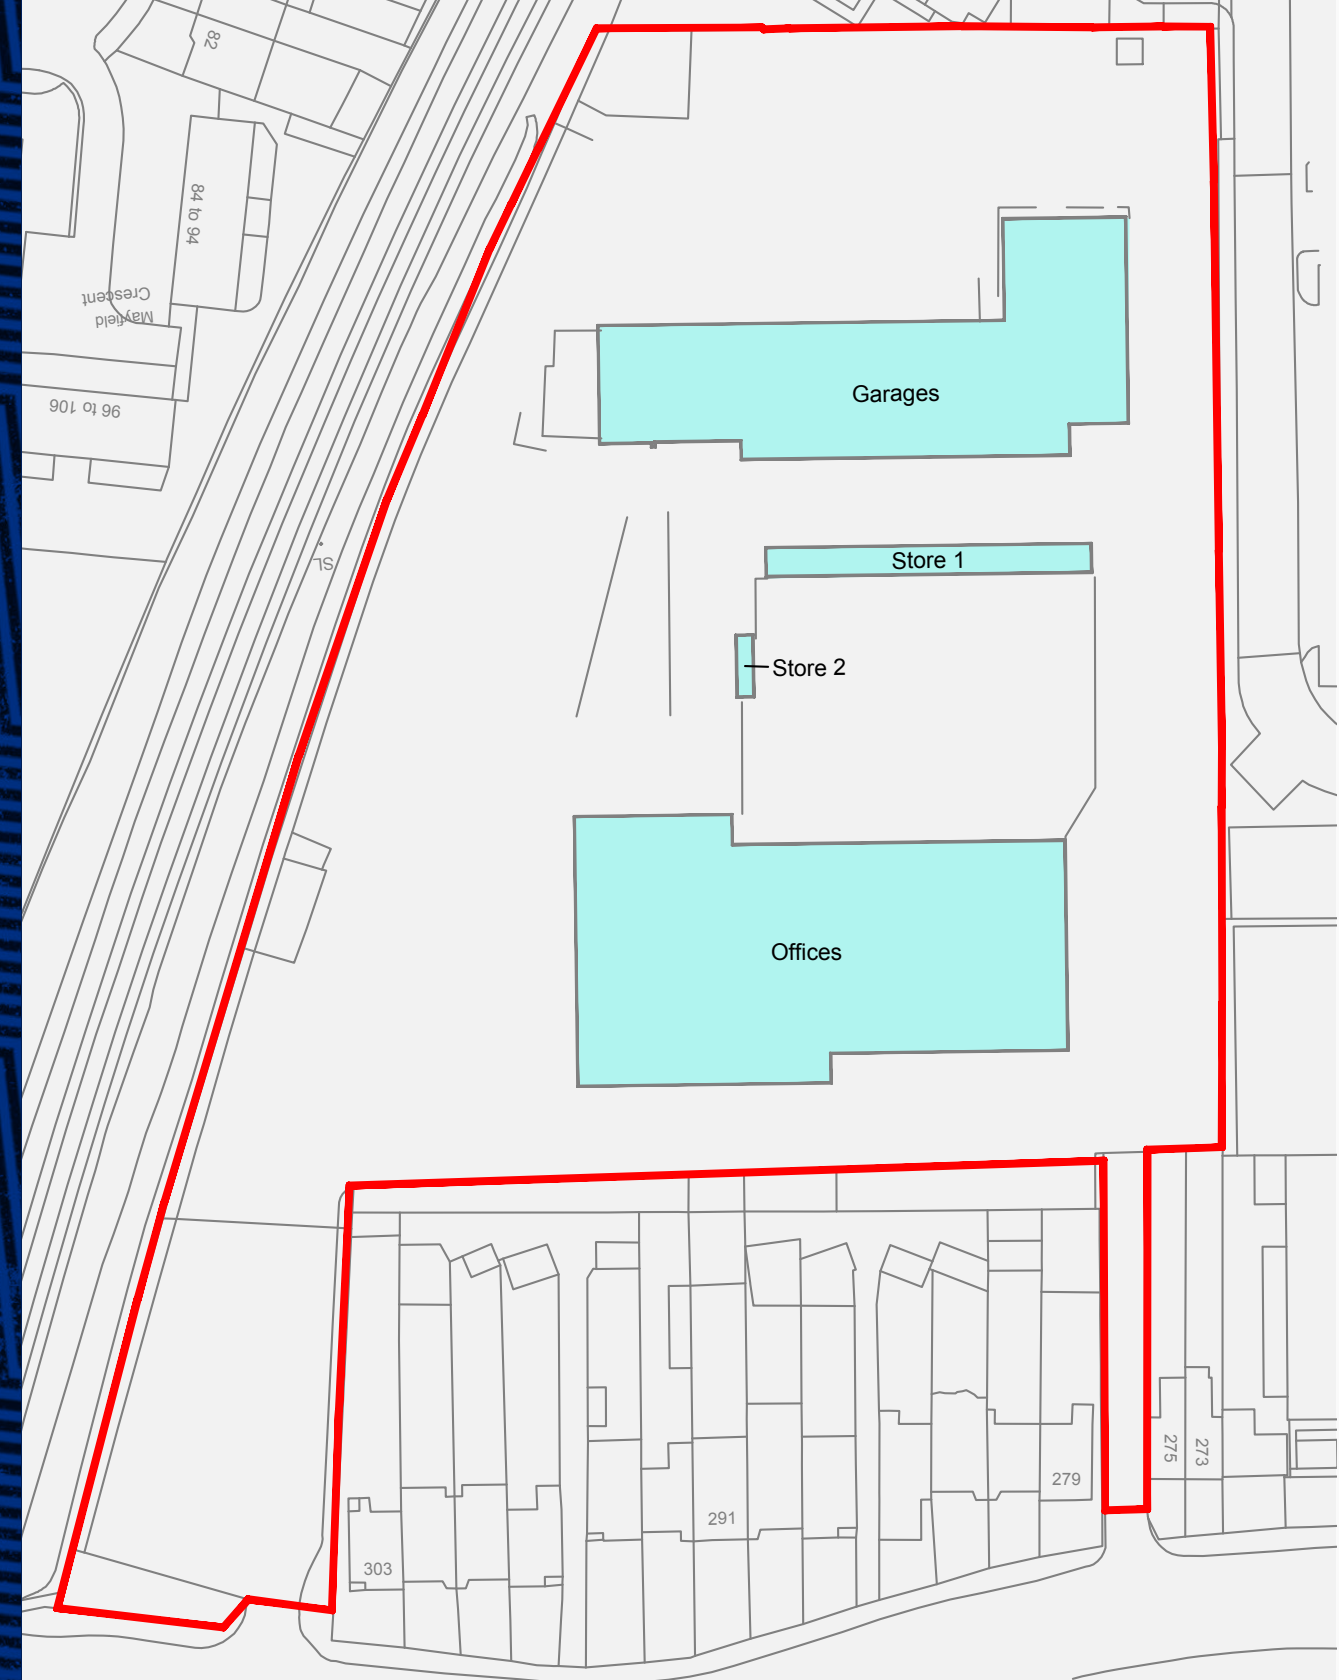 82
84 to 94
Mayfield
Crescent
96 to 106
SL
Garages
Store 1
Store 2
Offices
303
291
279
275
273